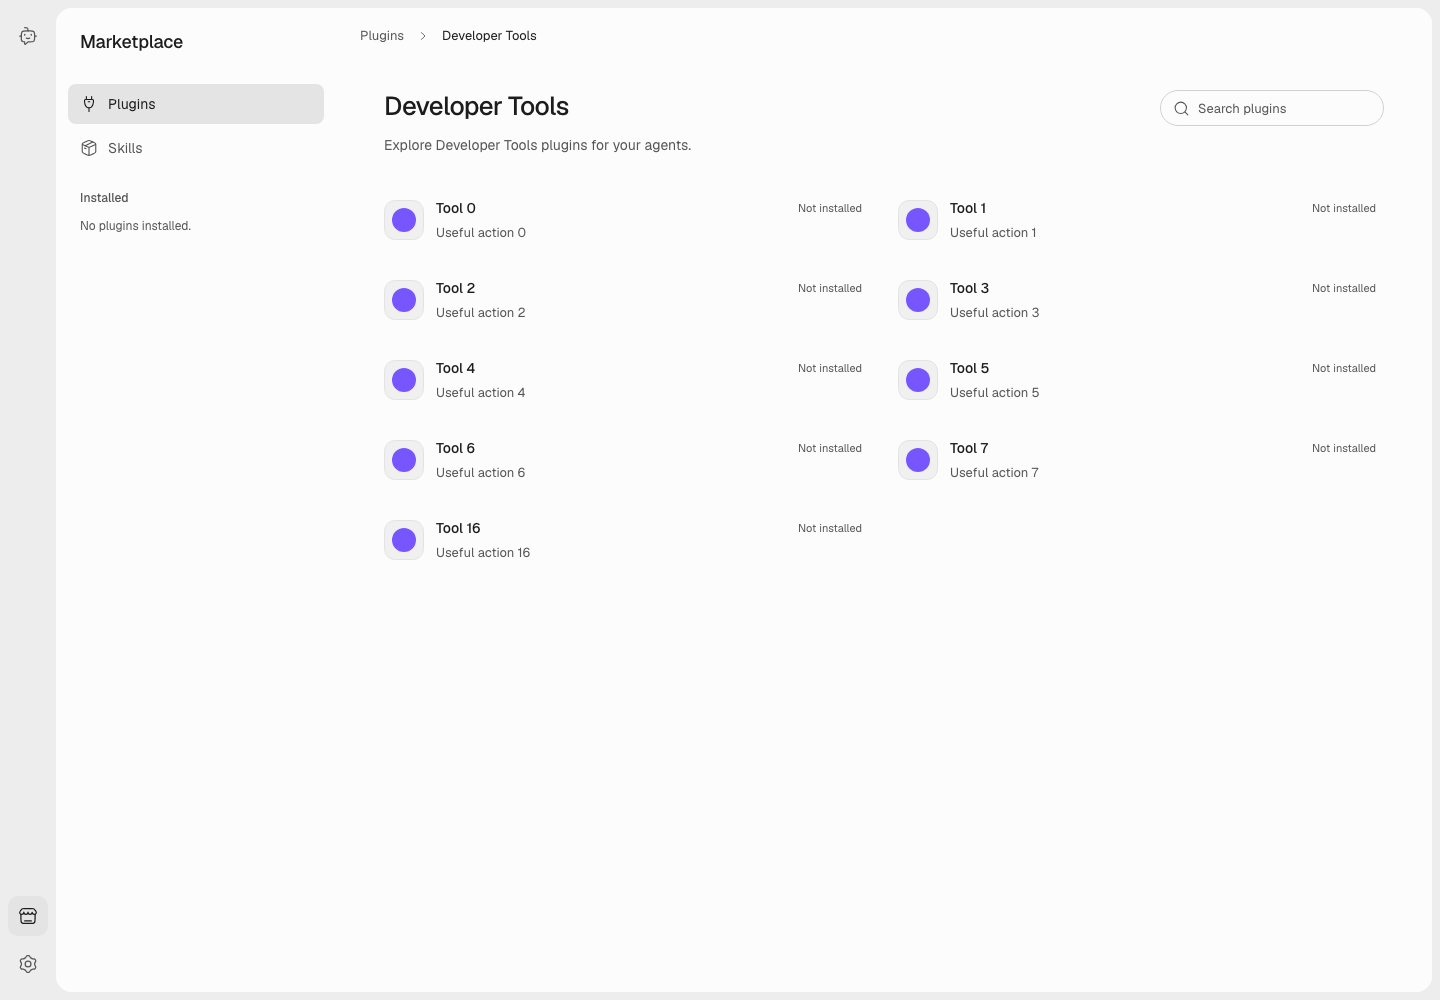 Marketplace
Plugins
Skills
Installed
No plugins installed.
Plugins > Developer Tools
Developer Tools
Search plugins
Explore Developer Tools plugins for your agents.
Tool 0
Not installed
Useful action 0
Tool 1
Not installed
Useful action 1
Tool 2
Not installed
Useful action 2
Tool 3
Not installed
Useful action 3
Tool 4
Not installed
Useful action 4
Tool 5
Not installed
Useful action 5
Tool 6
Not installed
Useful action 6
Tool 7
Not installed
Useful action 7
Tool 16
Not installed
Useful action 16